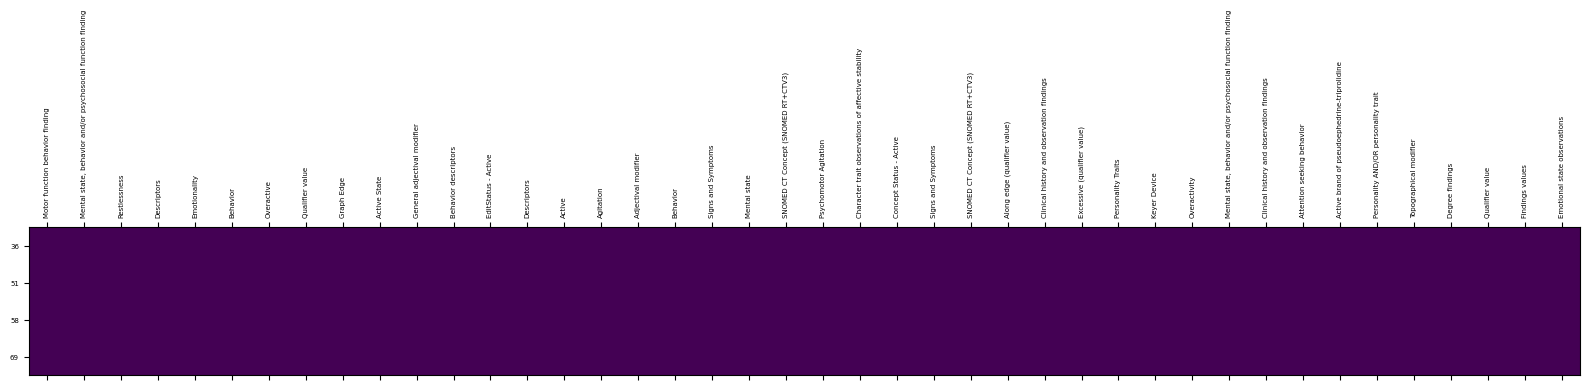 Motor function behavior finding
Mental state, behavior and/or psychosocial function finding
Restlessness
Descriptors
Emotionality
Behavior
Overactive
Qualifier value
Graph Edge
Active State
General adjectival modifier
Behavior descriptors
EditStatus - Active
Descriptors
Active
Agitation
Adjectival modifier
Behavior
Signs and Symptoms
Mental state
SNOMED CT Concept (SNOMED RT+CTV3)
Psychomotor Agitation
Character trait observations of affective stability
Concept Status - Active
Signs and Symptoms
SNOMED CT Concept (SNOMED RT+CTV3)
Along edge (qualifier value)
Clinical history and observation findings
Excessive (qualifier value)
Personality Traits
Keyer Device
Overactivity
Mental state, behavior and/or psychosocial function finding
Clinical history and observation findings
Attention seeking behavior
Active brand of pseudoephedrine-triprolidine
Personality AND/OR personality trait
Topographical modifier
Degree findings
Qualifier value
Findings values
Emotional state observations
36
51
58
69